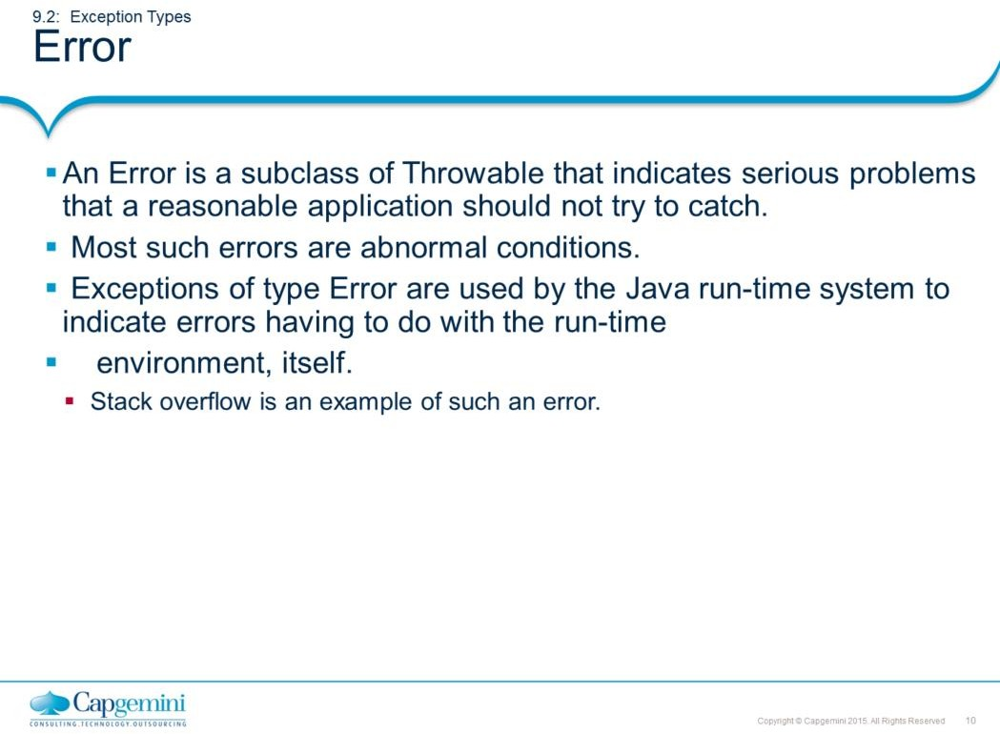 9.2: Exception Types
Error
▪ An Error is a subclass of Throwable that indicates serious problems
that a reasonable application should not try to catch.
▪ Most such errors are abnormal conditions.
▪ Exceptions of type Error are used by the Java run-time system to
indicate errors having to do with the run-time
▪ environment, itself.
▪ Stack overflow is an example of such an error.
Capgemini
CONSULTING.TECHNOLOGY.OUTSOURCING
Copyright © Capgemini 2015. All Rights Reserved 10